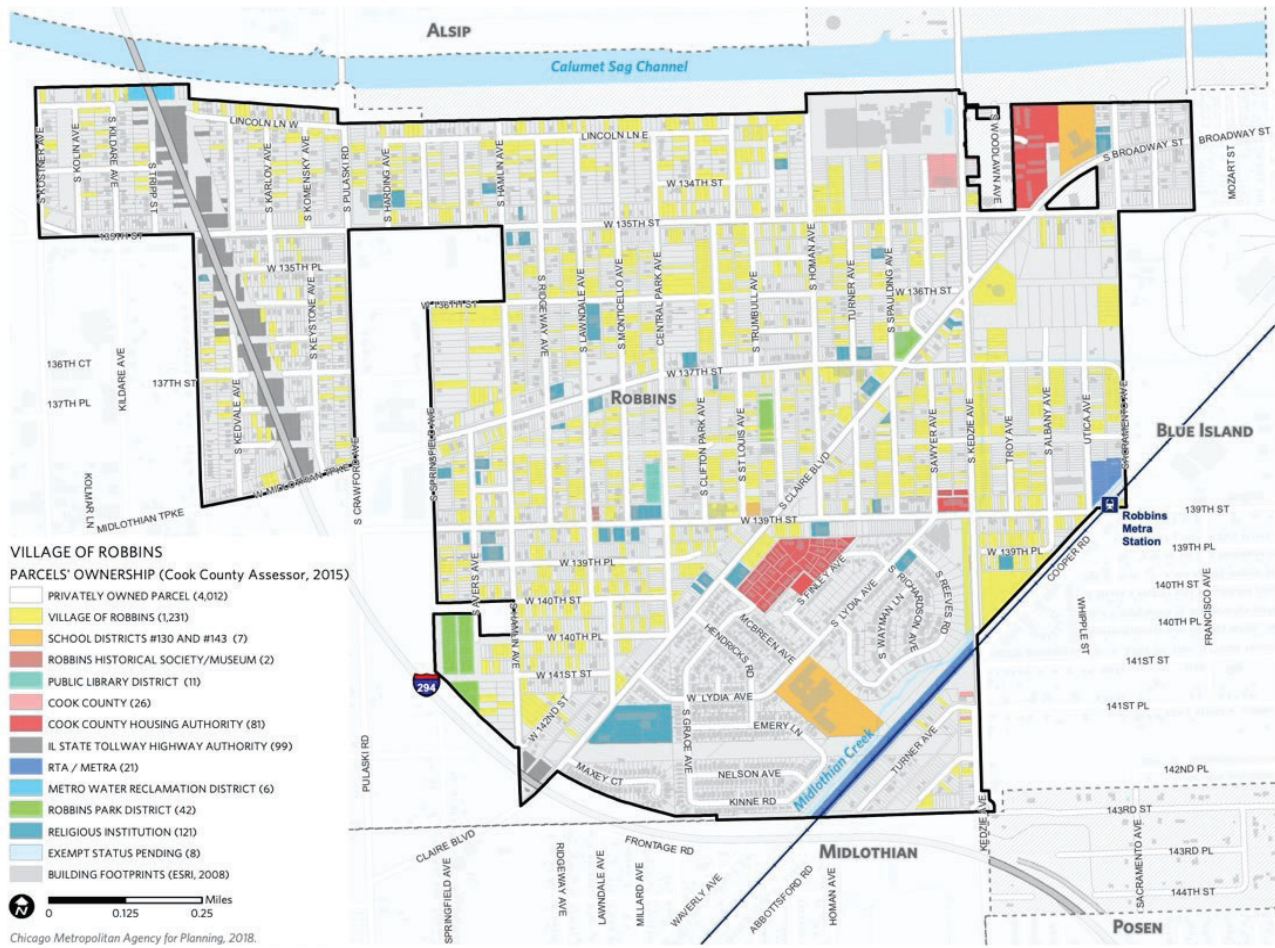 ALSIP
Calumet Sag Channel
LINCOLN LN W
LINCOLN LN E
S KOSTNER AVE
S KOLIN AVE
S KILDARE AVE
S TRIPP ST
S KARLOV AVE
S KOMENSKY AVE
S PULASKI RD
S HARDING AVE
S HAMLIN AVE
W 134TH ST
S WOODLAWN AVE
S BROADWAY ST
BROADWAY ST
MOZART ST
139TH ST
W 135TH ST
W 135TH PL
S KEYSTONE AVE
W 136TH ST
S RIDGEWAY AVE
S LAWNDALE AVE
S MONTICELLO AVE
CENTRAL PARK AVE
S TRUMBULL AVE
S HOMAN AVE
TURNER AVE
S SPAULDING AVE
W 136TH ST
136TH CT
137TH PL
KILDARE AVE
137TH ST
S KEDVALE AVE
W 137TH ST
ROBBINS
S SPRINGFIELD AVE
S CRAWFORD AVE
S CLIFTON PARK AVE
S ST LOUIS AVE
S CLAIRE BLVD
SAWYER AVE
S KEDZIE AVE
TROY AVE
S ALBANY AVE
UTICA AVE
SACRAMENTO AVE
BLUE ISLAND
W MIDLOTHIAN TPKE
KOLMAR LN
MIDLOTHIAN TPKE
W 139TH ST
Robbins
Metra
Station
139TH ST
139TH PL
140TH ST
140TH PL
FRANCISCO AVE
WHIPPLE ST
COOPER RD
W 139TH PL
W 139TH PL
S AVERS AVE
W 140TH ST
S HAMLIN AVE
W 140TH PL
W 141ST ST
W 142ND ST
S FINLEY AVE
S LYDIA AVE
MCBREEN AVE
HENDRICKS RD
S WAYMAN LN
S RICHARDSON AVE
S REEVES RD
141ST ST
141ST PL
294
W LYDIA AVE
EMERY LN
S GRACE AVE
NELSON AVE
KINNE RD
MAXEY CT
Midlothian Creek
TURNER AVE
142ND PL
143RD ST
143RD PL
144TH ST
SACRAMENTO AVE
KEDZIE AVE
PULASKI RD
CLAIRE BLVD
SPRINGFIELD AVE
RIDGEWAY AVE
LAWNDALE AVE
MILLARD AVE
FRONTAGE RD
WAVERLY AVE
ABBOTTSFORD RD
HOMAN AVE
MIDLOTHIAN
POSEN
VILLAGE OF ROBBINS
PARCELS' OWNERSHIP (Cook County Assessor, 2015)
PRIVATELY OWNED PARCEL (4,012)
VILLAGE OF ROBBINS (1,231)
SCHOOL DISTRICTS #130 AND #143 (7)
ROBBINS HISTORICAL SOCIETY/MUSEUM (2)
PUBLIC LIBRARY DISTRICT (11)
COOK COUNTY (26)
COOK COUNTY HOUSING AUTHORITY (81)
IL STATE TOLLWAY HIGHWAY AUTHORITY (99)
RTA / METRA (21)
METRO WATER RECLAMATION DISTRICT (6)
ROBBINS PARK DISTRICT (42)
RELIGIOUS INSTITUTION (121)
EXEMPT STATUS PENDING (8)
BUILDING FOOTPRINTS (ESRI, 2008)
N
Miles
0 0.125 0.25
Chicago Metropolitan Agency for Planning, 2018.